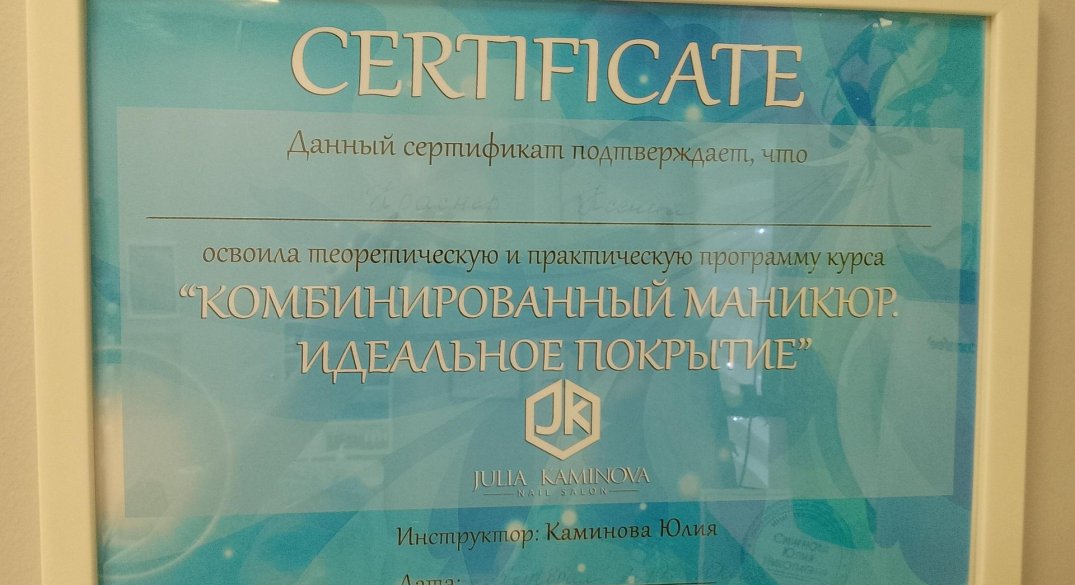 CERTIFICATE
Данный сертификат подтверждает, что
освоила теоретическую и практическую программу курса
“КОМБИНИРОВАННЫЙ МАНИКЮР.
ИДЕАЛЬНОЕ ПОКРЫТИЕ”
JK
JULIA KAMINOVA
NAIL SALON
Инструктор: Каминова Юлия
Дата: